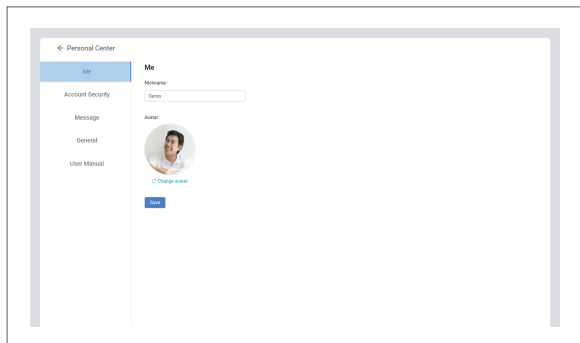 Personal Center
Me
Account Security
Message
General
User Manual
Me
Nickname:
Demo
Avatar:
Change avatar
Save